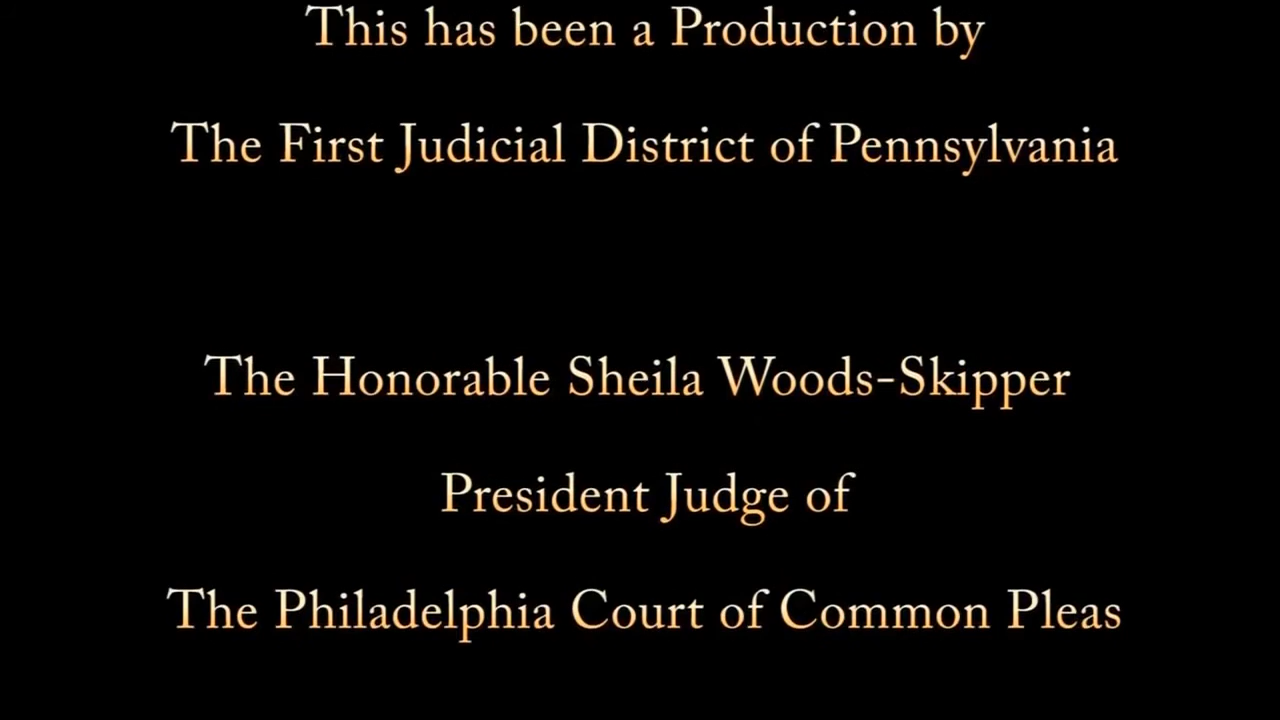 This has been a Production by
The First Judicial District of Pennsylvania
The Honorable Sheila Woods-Skipper
President Judge of
The Philadelphia Court of Common Pleas